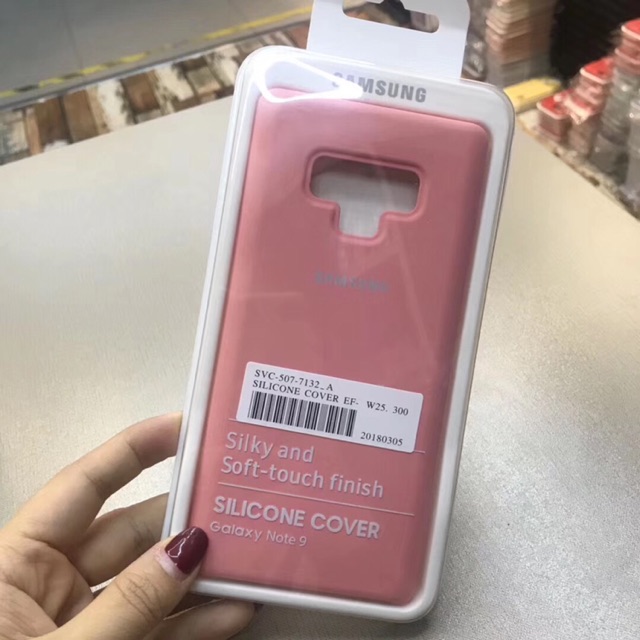 SAMSUNG
SAMSUNG
SVC-507-7132_A
SILICONE COVER EF- W25. 300
20180305
Silky and
Soft-touch finish
SILICONE COVER
Galaxy Note 9